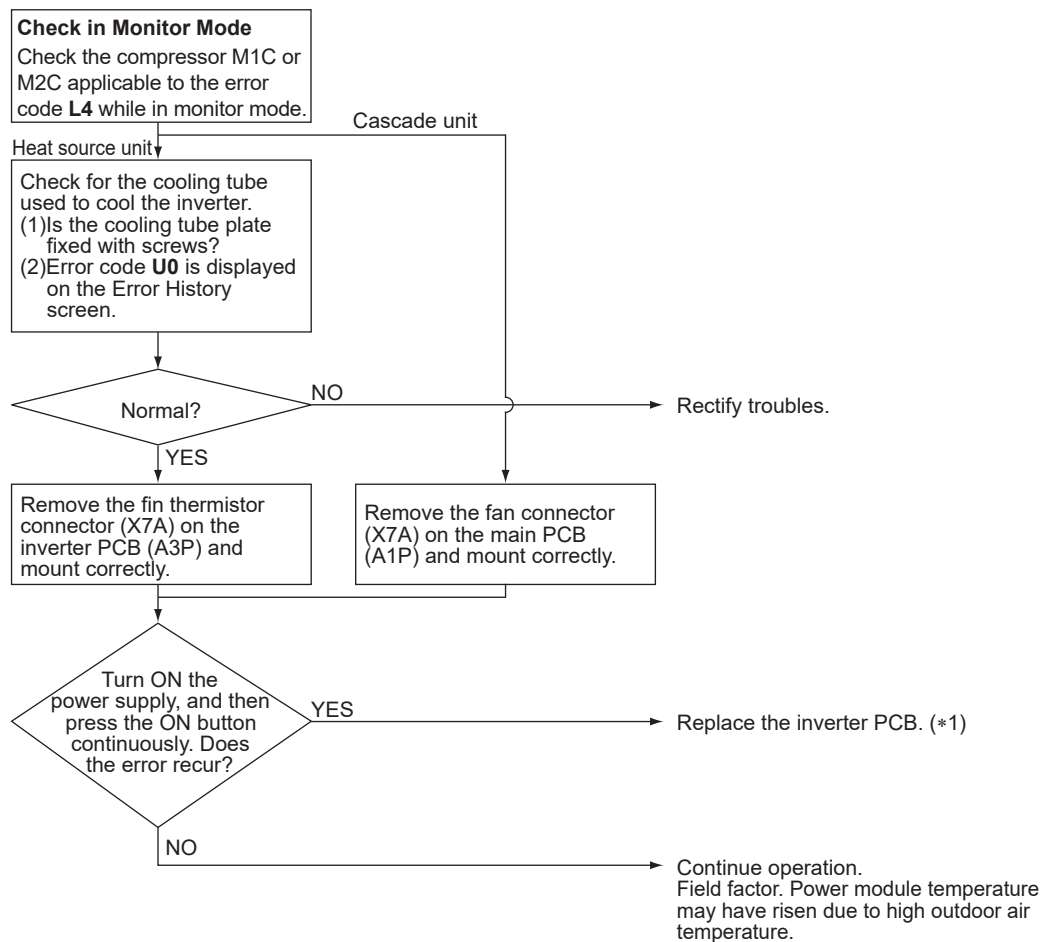 Check in Monitor Mode
Check the compressor M1C or
M2C applicable to the error
code L4 while in monitor mode.
Cascade unit
Heat source unit
Check for the cooling tube
used to cool the inverter.
(1)Is the cooling tube plate
fixed with screws?
(2)Error code U0 is displayed
on the Error History
screen.
Normal?
NO
Rectify troubles.
YES
Remove the fin thermistor
connector (X7A) on the
inverter PCB (A3P) and
mount correctly.
Remove the fan connector
(X7A) on the main PCB
(A1P) and mount correctly.
Turn ON the
power supply, and then
press the ON button
continuously. Does
the error recur?
YES
Replace the inverter PCB. (*1)
NO
Continue operation.
Field factor. Power module temperature
may have risen due to high outdoor air
temperature.